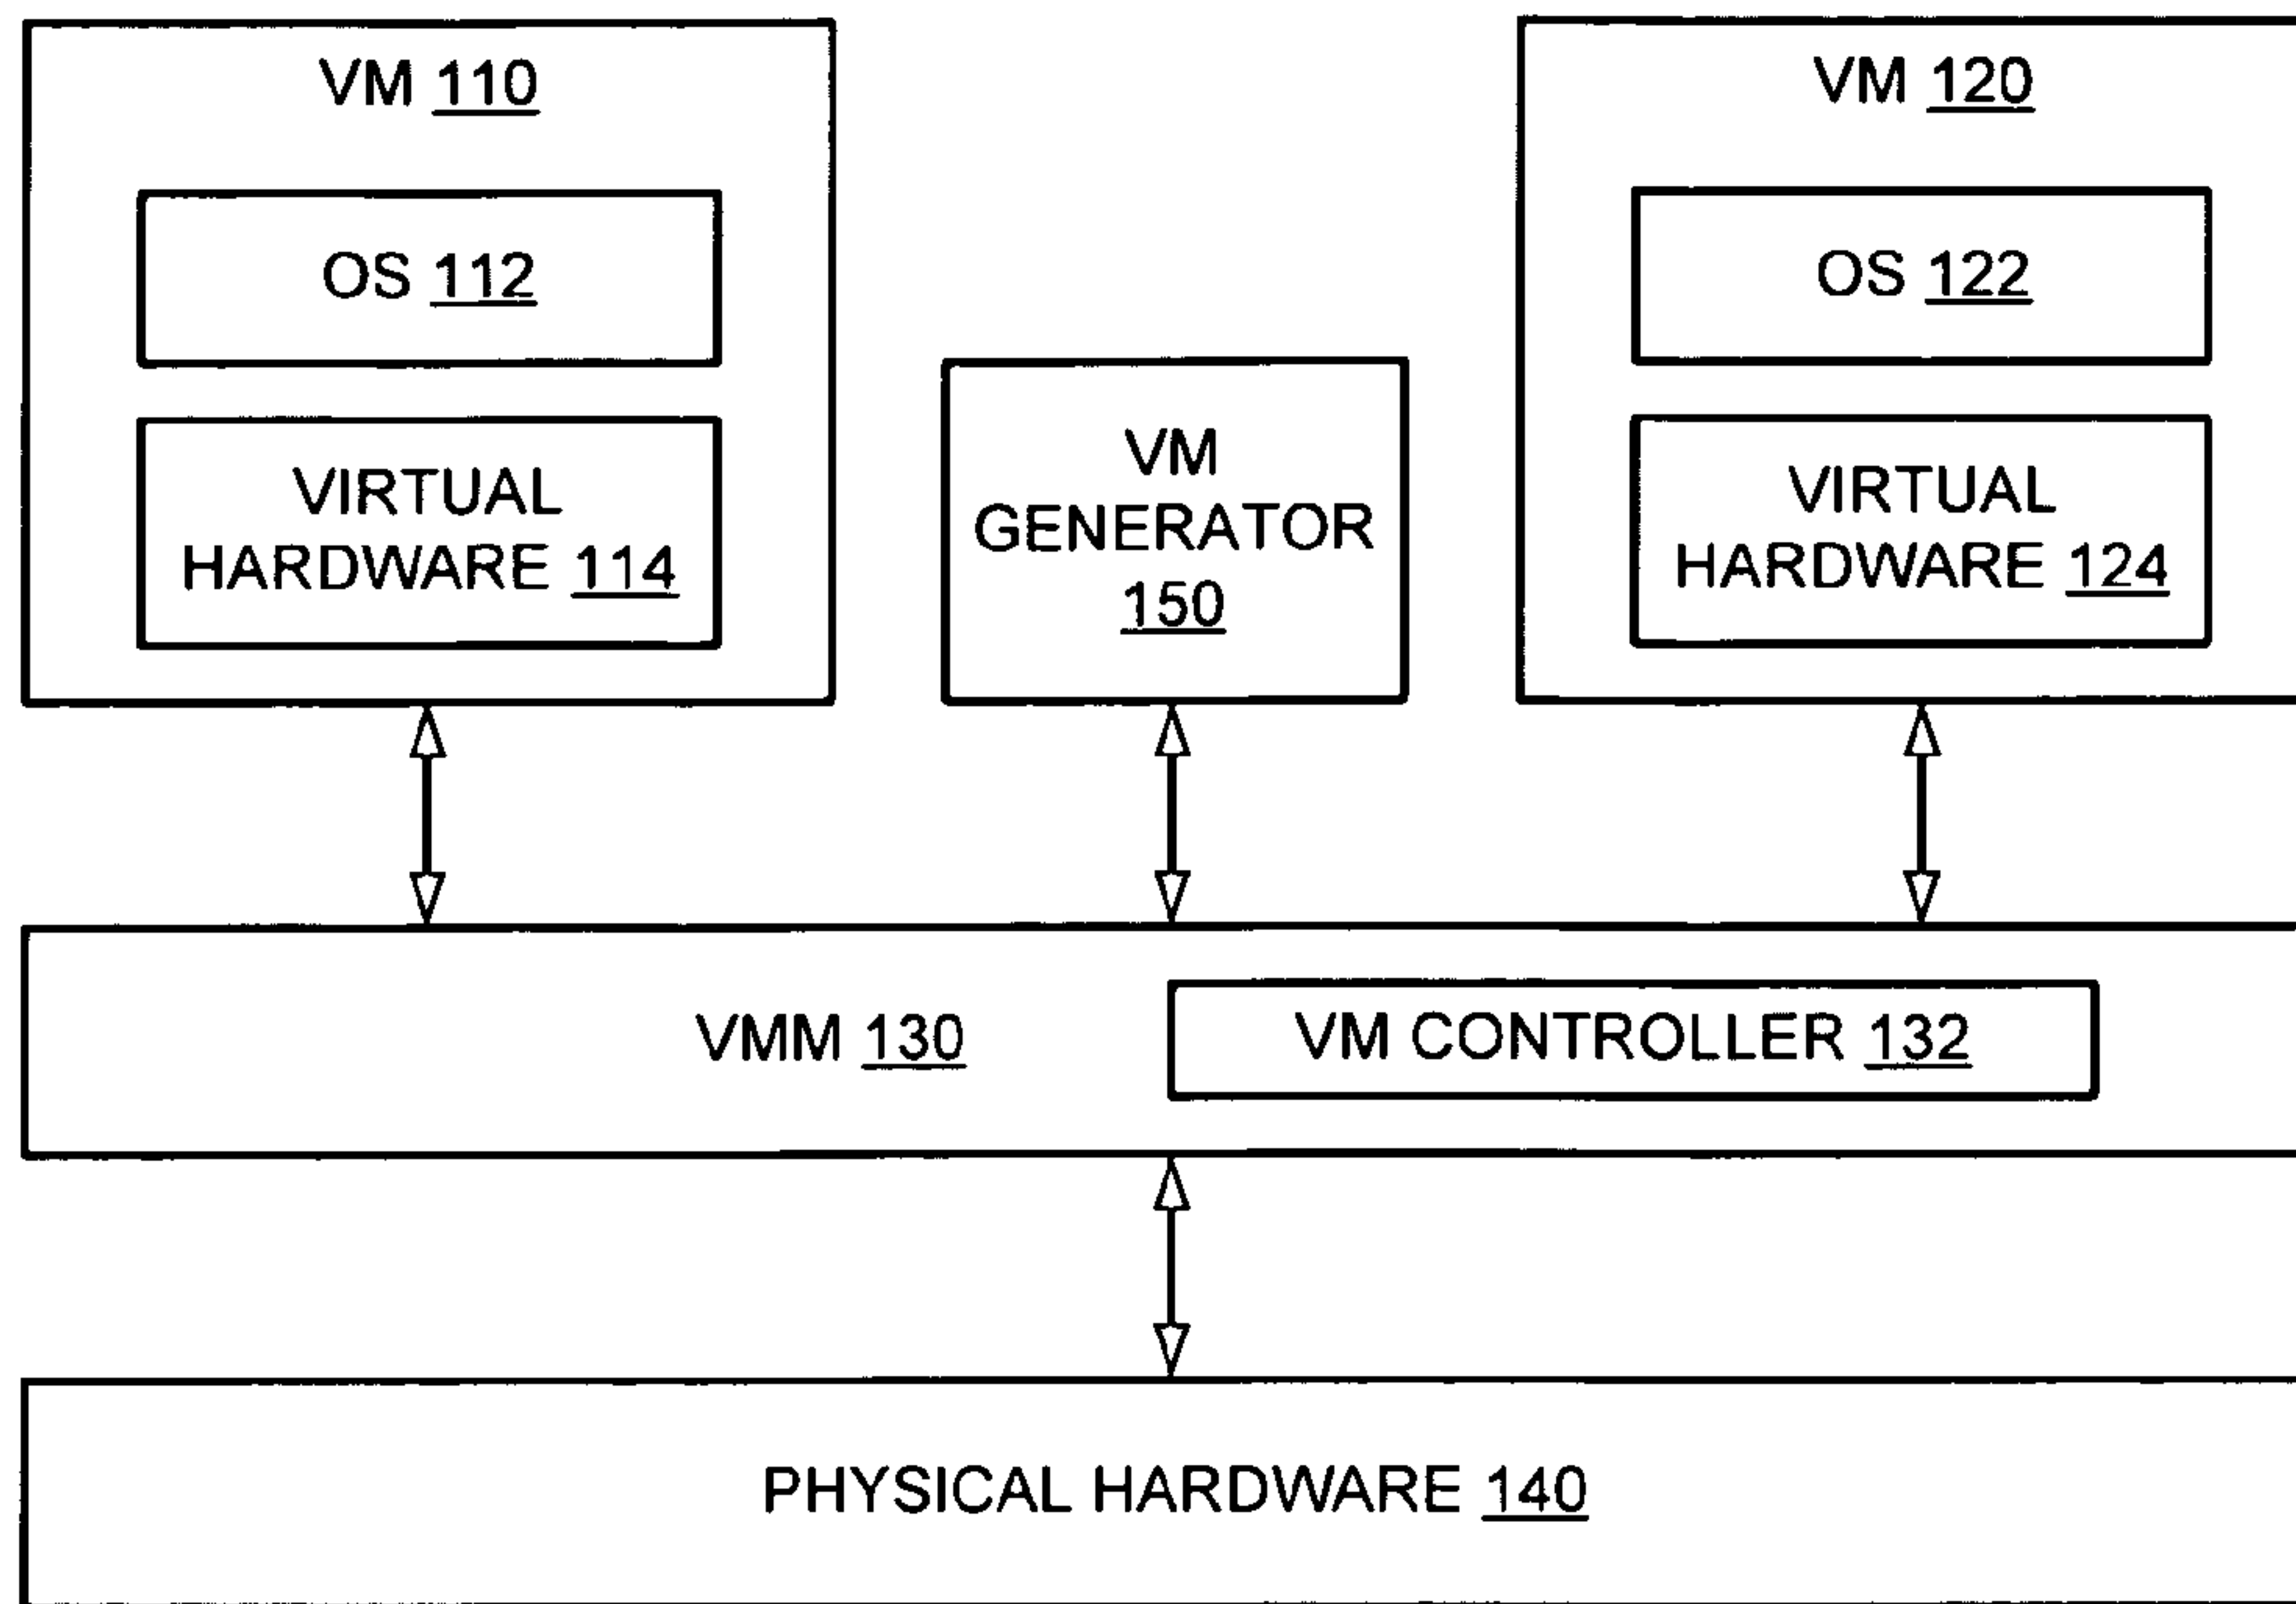 VM 110
OS 112
VIRTUAL
HARDWARE 114
VM
GENERATOR
150
VM 120
OS 122
VIRTUAL
HARDWARE 124
VMM 130
VM CONTROLLER 132
PHYSICAL HARDWARE 140